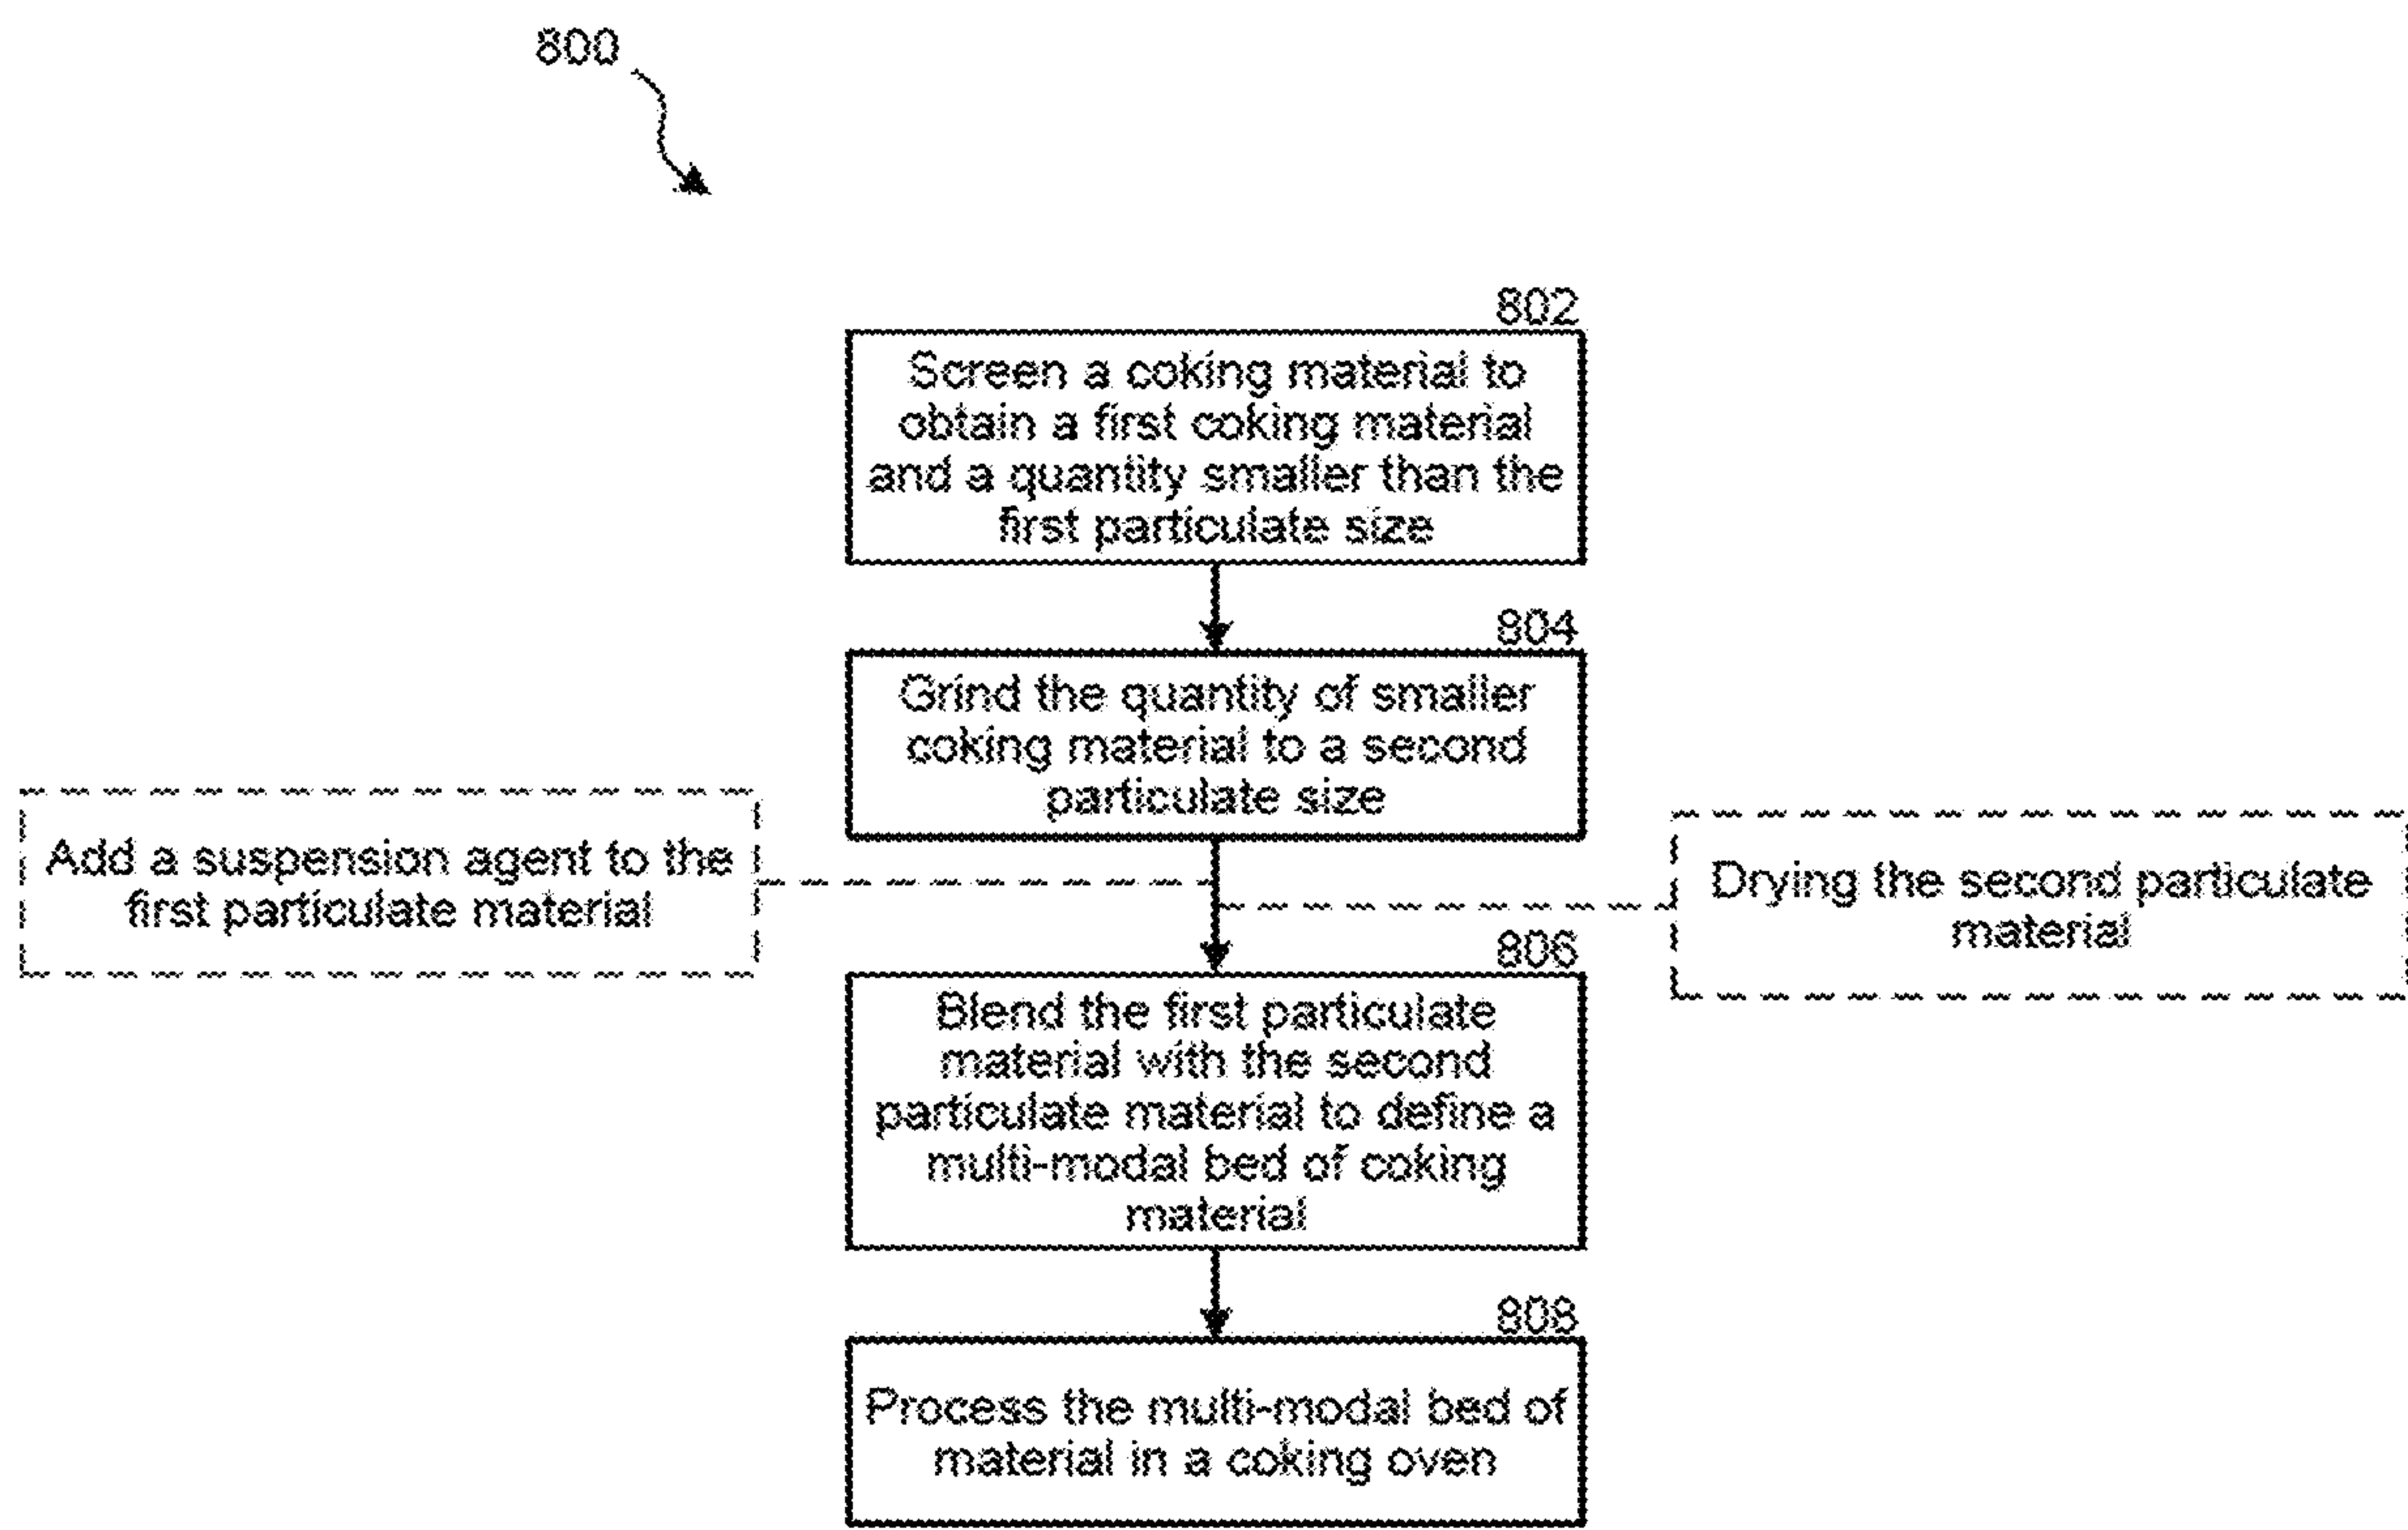 800
802
Screen a coking material to
obtain a first coking material
and a quantity smaller than the
first particulate size
804
Grind the quantity of smaller
coking material to a second
particulate size
Add a suspension agent to the
first particulate material
Drying the second particulate
material
806
Blend the first particulate
material with the second
particulate material to define a
multi-modal bed of coking
material
808
Process the multi-modal bed of
material in a coking oven